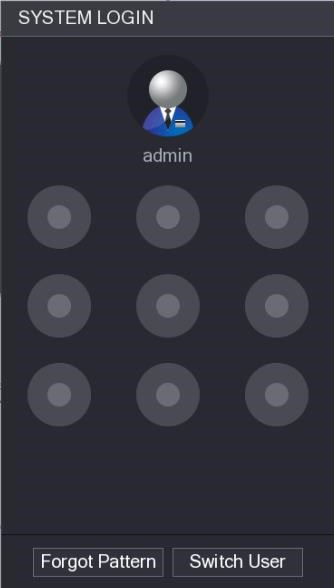 SYSTEM LOGIN
admin
Forgot Pattern
Switch User